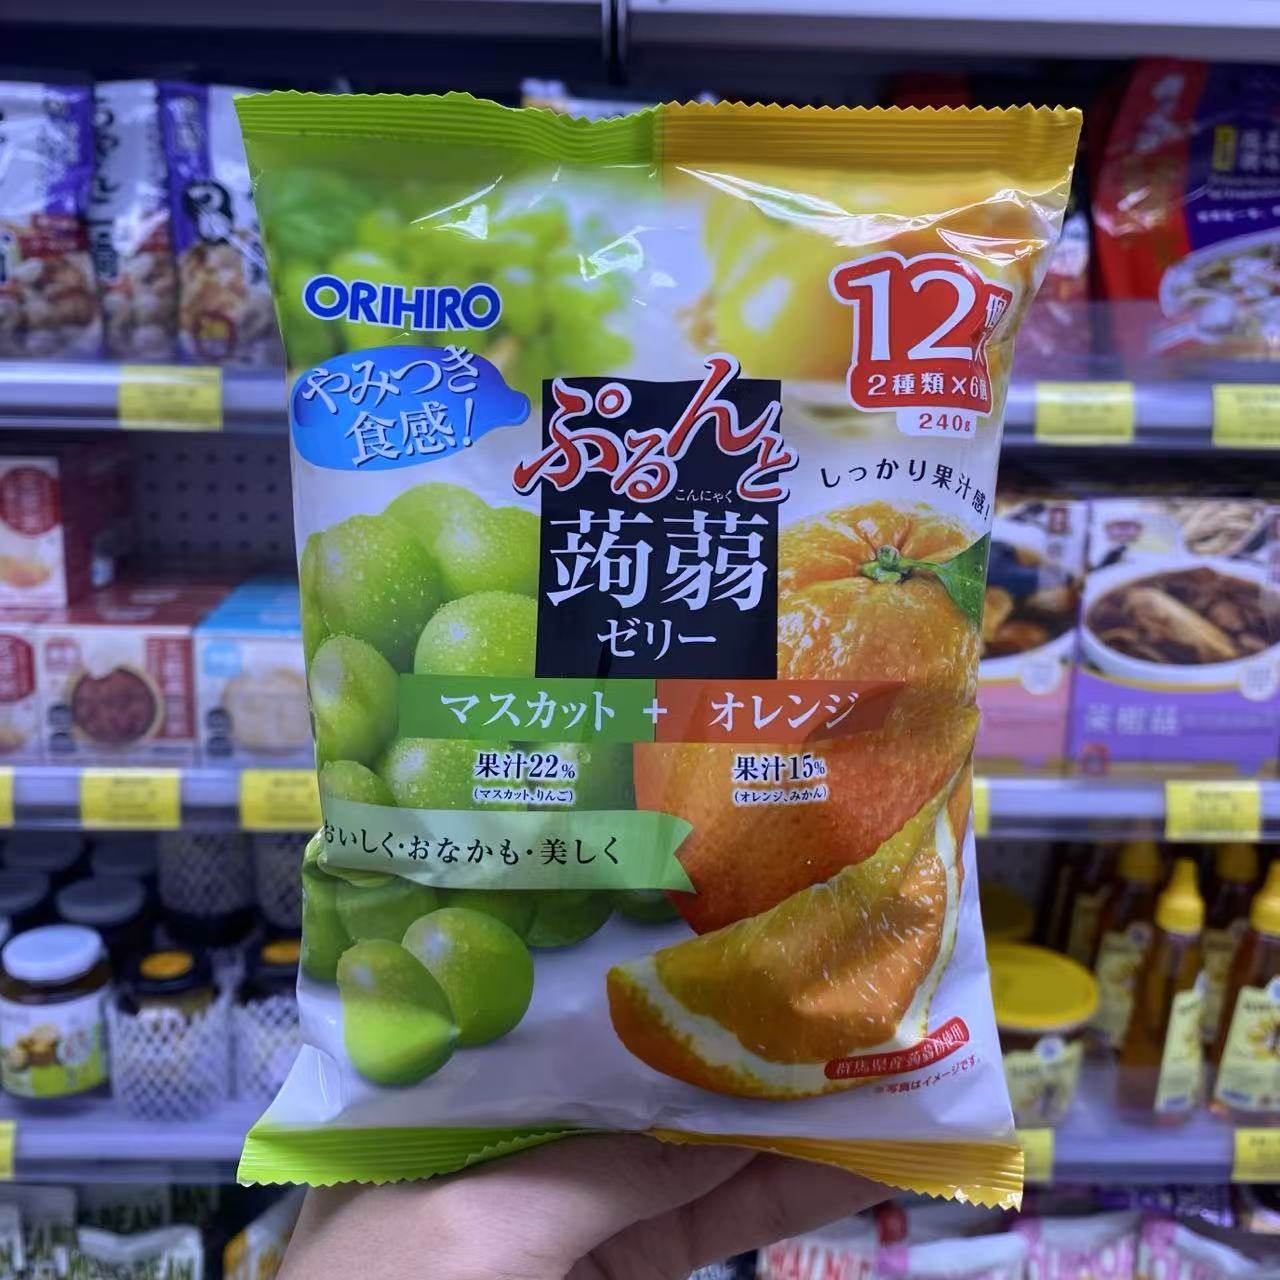 ORIHIRO
やみつき
食感!
12個入
2種類×6個
240g
ぷるんと
こんにゃく
蒟蒻
ゼリー
しっかり果汁感!
マスカット + オレンジ
果汁22%
(マスカット、りんご)
果汁15%
(オレンジ、みかん)
おいしく・おなかも・美しく
群馬県産蒟蒻粉使用
※写真はイメージです。